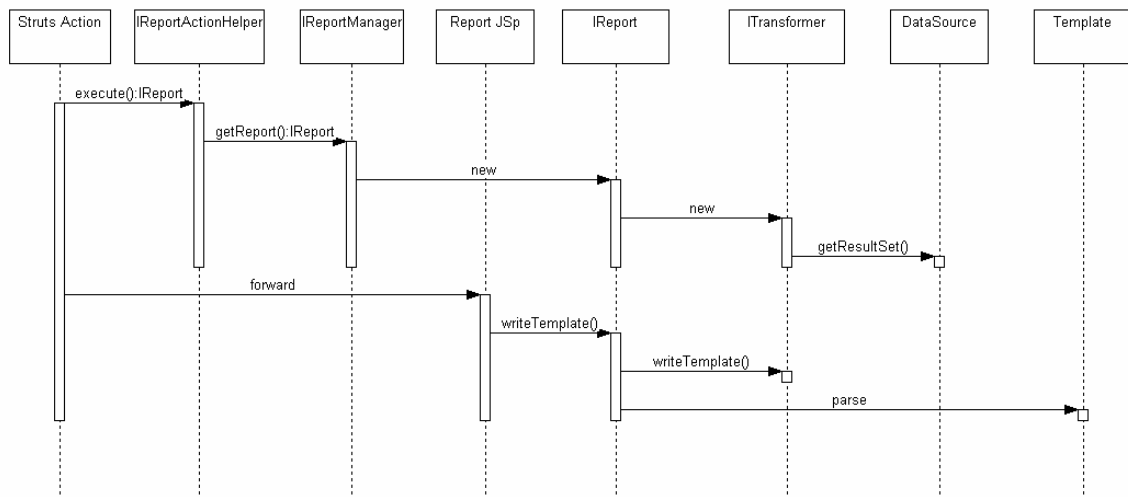 Struts Action
IReportActionHelper
IReportManager
Report JSp
IReport
ITransformer
DataSource
Template
execute():IReport
getReport():IReport
new
new
getResultSet()
forward
writeTemplate()
writeTemplate()
parse